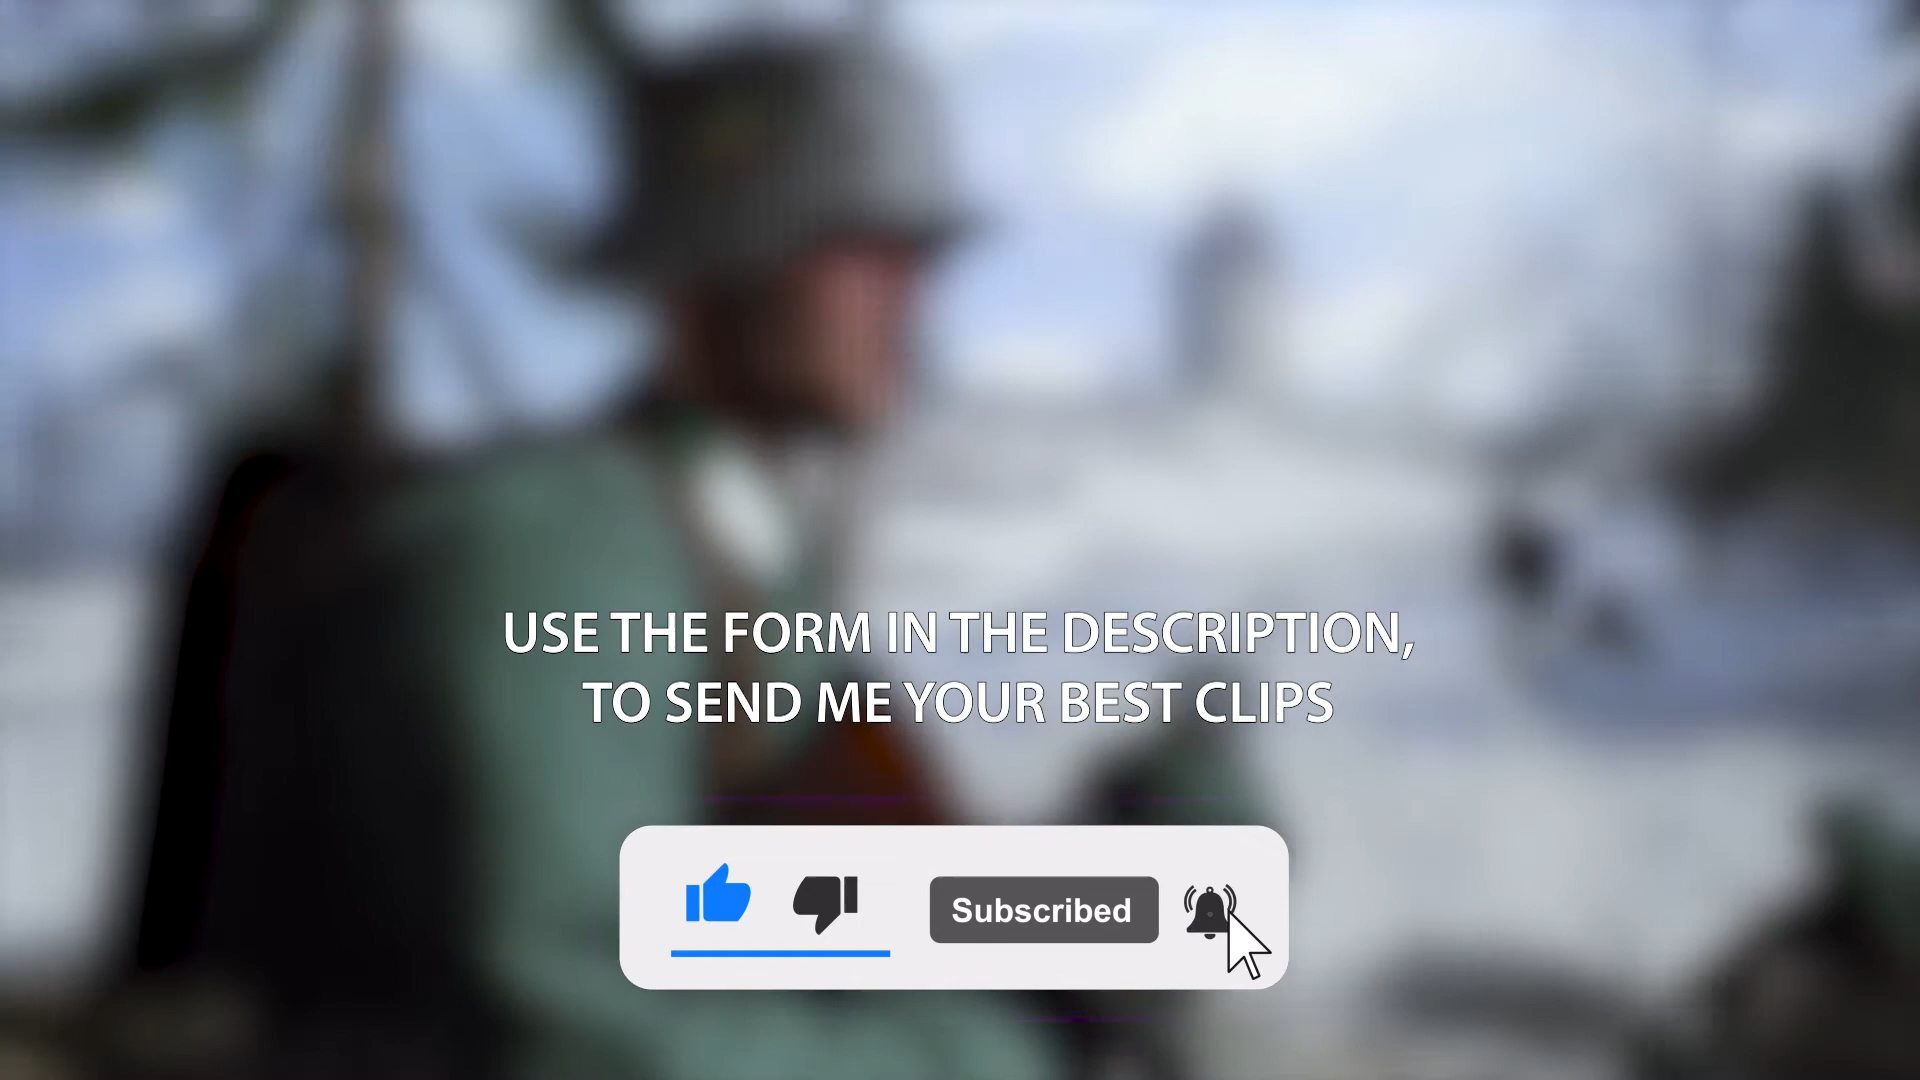 USE THE FORM IN THE DESCRIPTION,
TO SEND ME YOUR BEST CLIPS
Subscribed